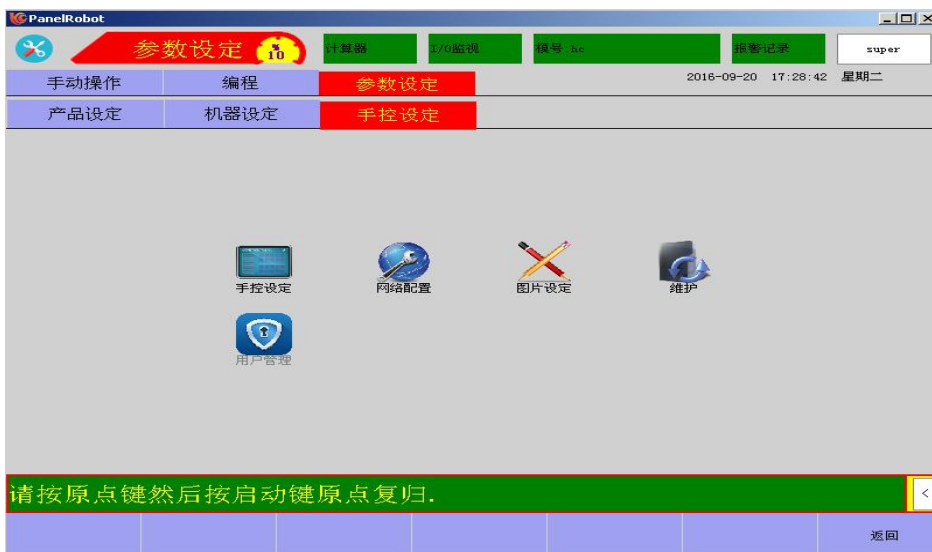 PanelRobot
参数设定 % 10 计算器 I/O监视 模号:hc 报警记录 super
手动操作 编程 参数设定 2016-09-20 17:28:42 星期二
产品设定 机器设定 手控设定
手控设定 网络配置 图片设定 维护
用户管理
请按原点键然后按启动键原点复归.
<
返回